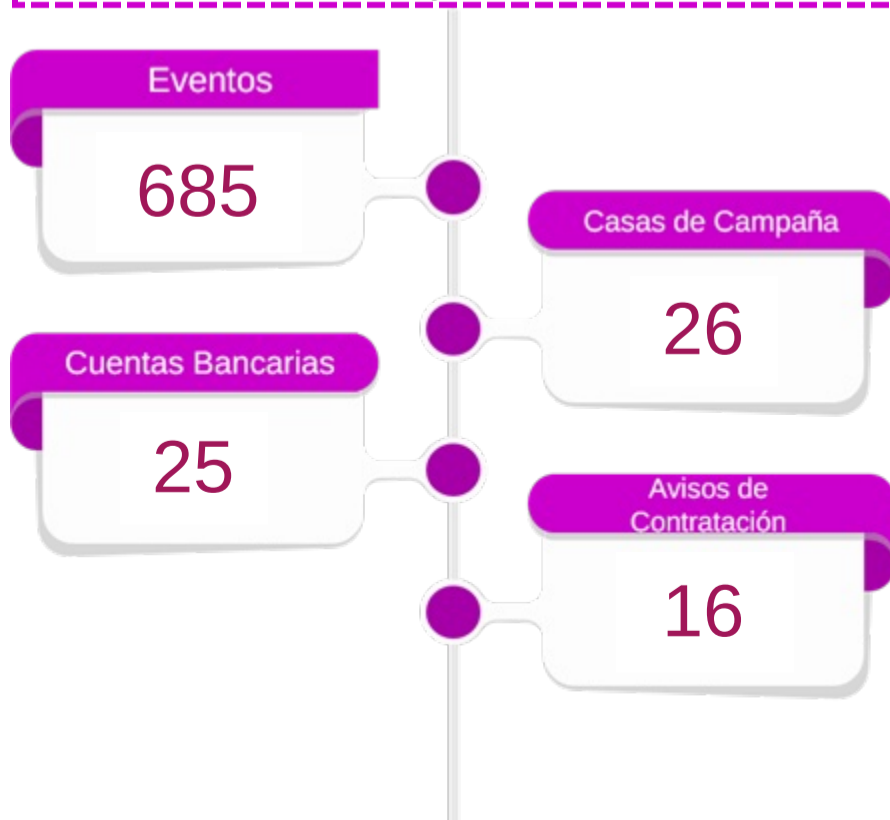 Eventos
685
Casas de Campaña
26
Cuentas Bancarias
25
Avisos de
Contratación
16